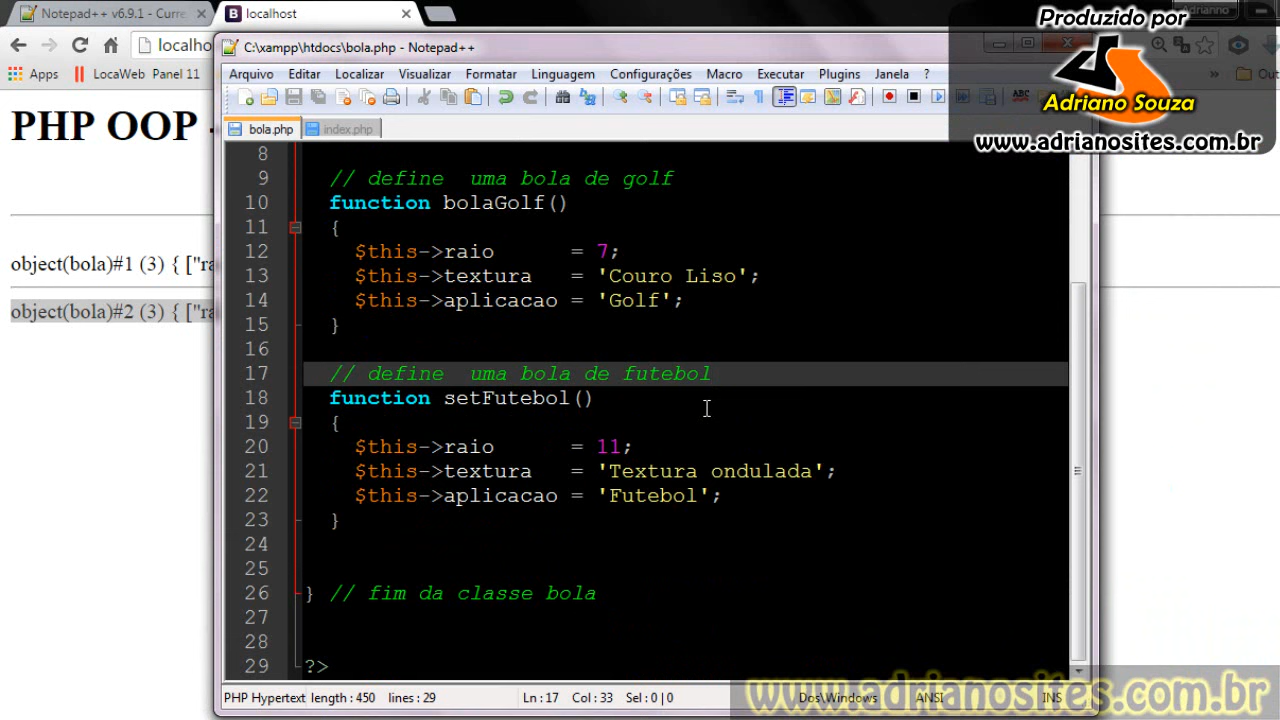 Notepad++ v6.9.1 - Curre
localhost
Adrianno
localho
Apps
LocaWeb
Panel 11
Ou
PHP OOP -
object(bola)#1 (3) { ["ra
object(bola)#2 (3) { ["ra
C:\xampp\htdocs\bola.php - Notepad++
Arquivo Editar Localizar Visualizar Formatar Linguagem Configurações Macro Executar Plugins Janela ?
bola.php index.php
8
9 // define  uma bola de golf
10 function bolaGolf()
11 {
12 $this->raio      = 7;
13 $this->textura   = 'Couro Liso';
14 $this->aplicacao = 'Golf';
15 }
16
17 // define  uma bola de futebol
18 function setFutebol()
19 {
20 $this->raio      = 11;
21 $this->textura   = 'Textura ondulada';
22 $this->aplicacao = 'Futebol';
23 }
24
25
26 } // fim da classe bola
27
28
29 ?>
PHP Hypertext length : 450 lines : 29 Ln : 17 Col : 33 Sel : 0 | 0 Dos\Windows ANSI INS
Produzido por
Adriano Souza
www.adrianosites.com.br
www.adrianosites.com.br